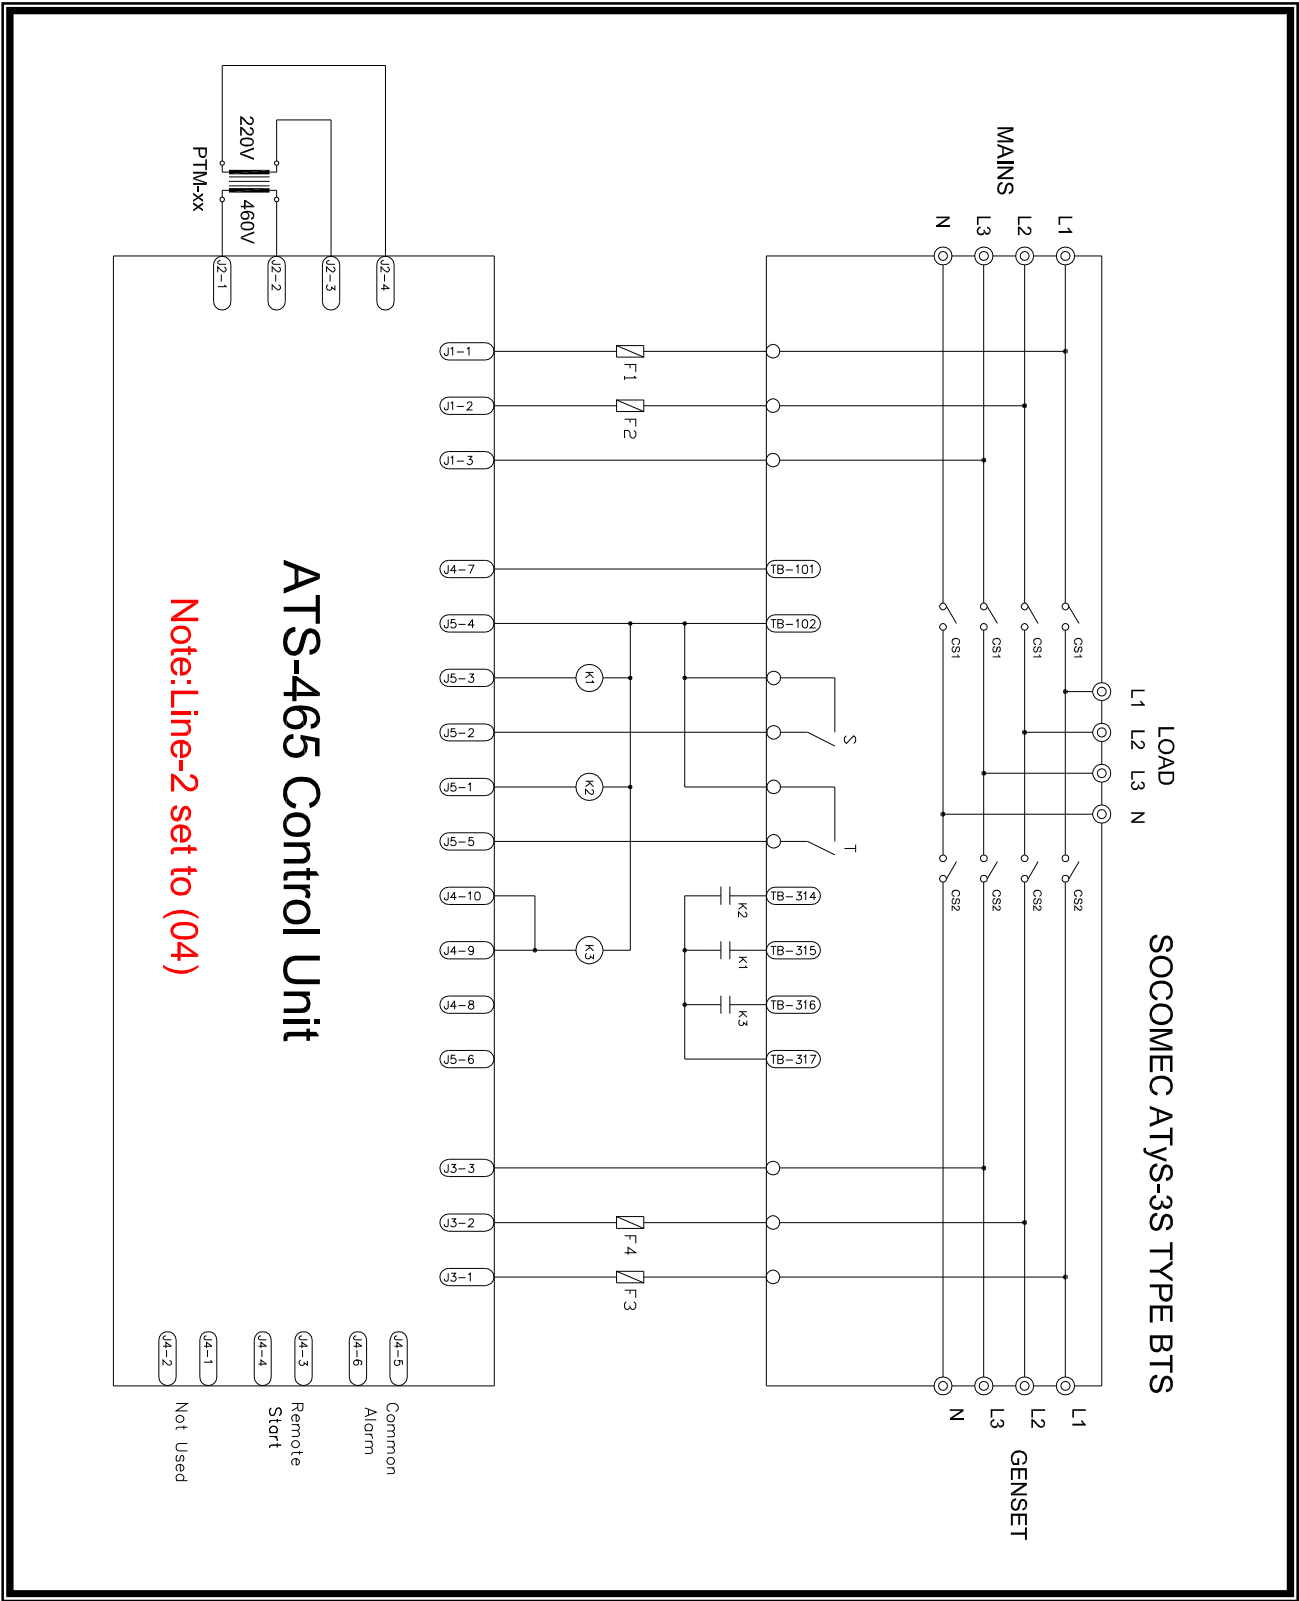 SOCOMEC ATyS-3S TYPE BTS
LOAD
L1 L2 L3 N
MAINS
L1
L2
L3
N
CS1
CS1
CS1
CS1
CS2
CS2
CS2
CS2
GENSET
L1
L2
L3
N
S
T
TB-101
TB-102
TB-314
TB-315
TB-316
TB-317
K2
K1
K3
F1
F2
K1
K2
K3
F4
F3
J1-1
J1-2
J1-3
J4-7
J5-4
J5-3
J5-2
J5-1
J5-5
J4-10
J4-9
J4-8
J5-6
J3-3
J3-2
J3-1
J2-4
J2-3
J2-2
J2-1
220V
460V
PTM-xx
ATS-465 Control Unit
Note:Line-2 set to (04)
J4-5
J4-6
J4-3
J4-4
J4-1
J4-2
Common
Alarm
Remote
Start
Not Used